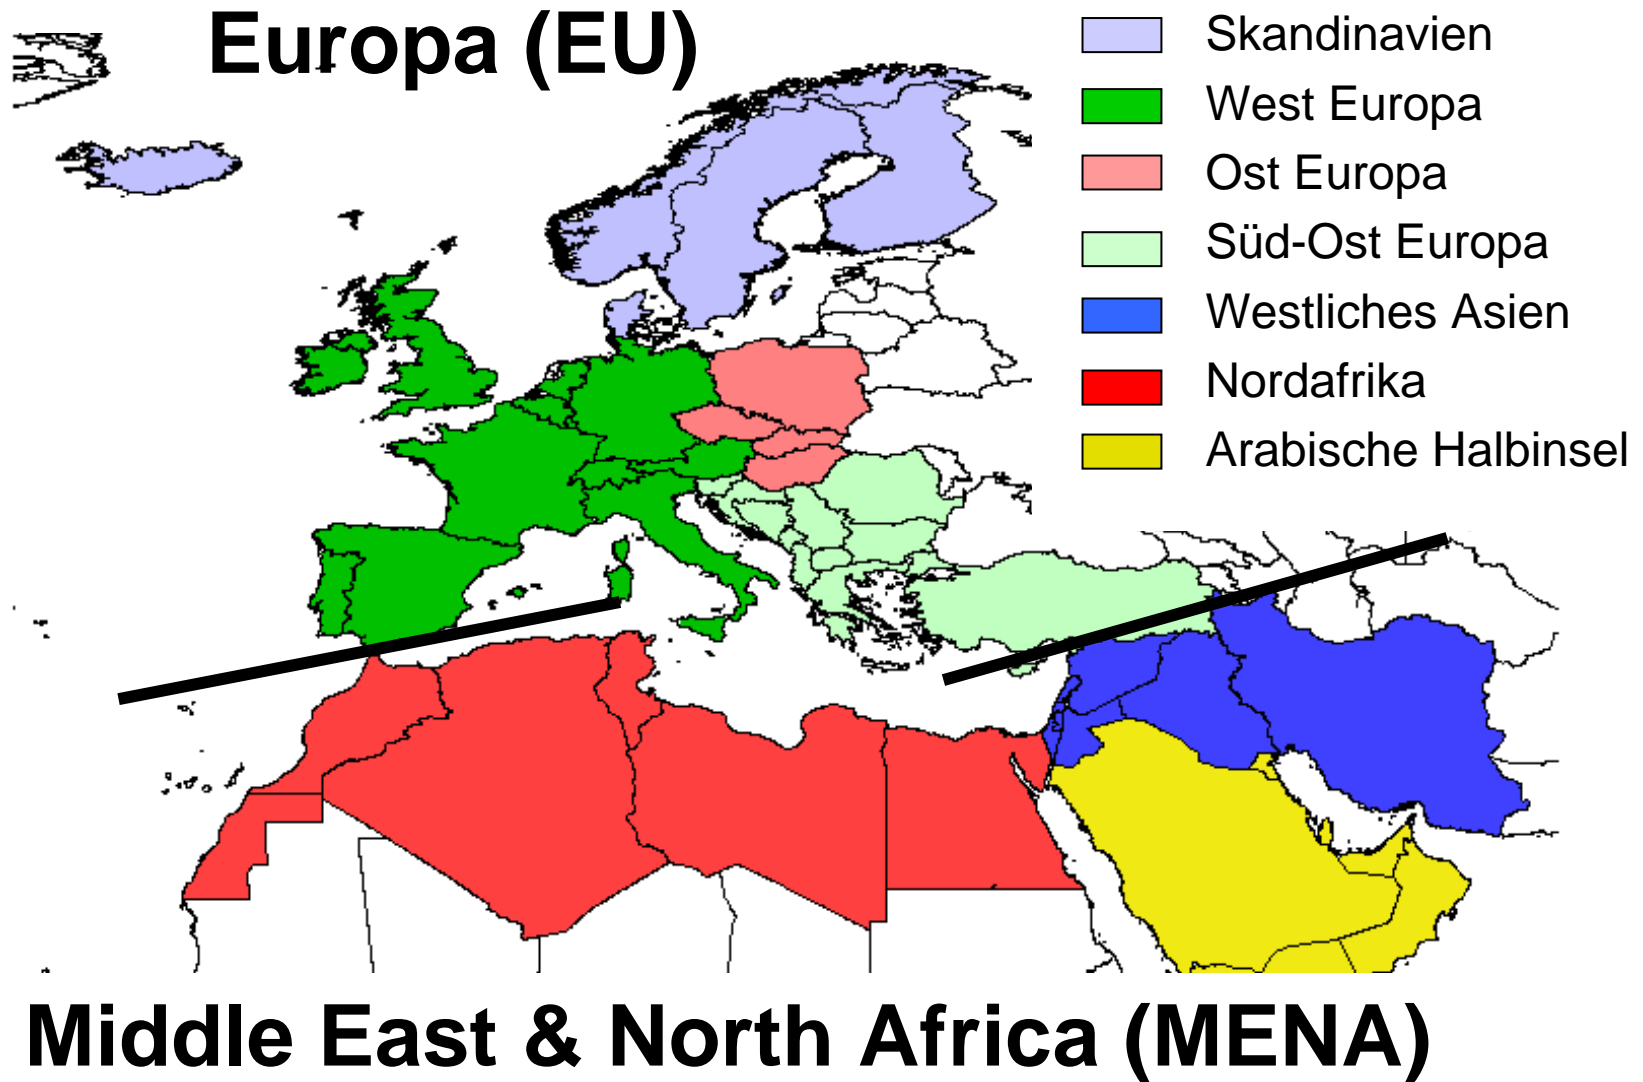 Europa (EU)
Skandinavien
West Europa
Ost Europa
Süd-Ost Europa
Westliches Asien
Nordafrika
Arabische Halbinsel
Middle East & North Africa (MENA)